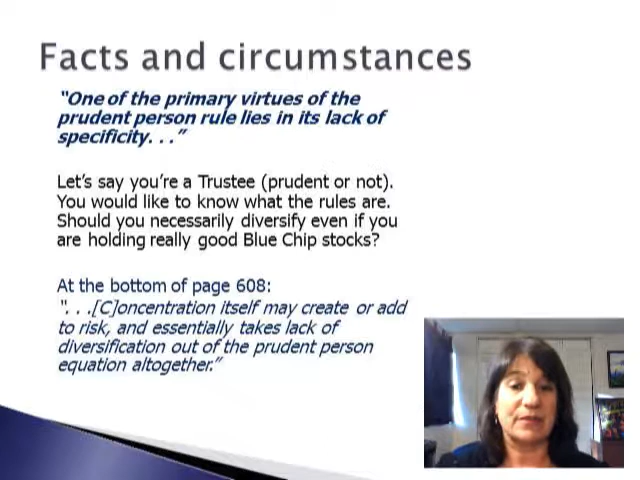 Facts and circumstances
"One of the primary virtues of the
prudent person rule lies in its lack of
specificity. . ."
Let's say you're a Trustee (prudent or not).
You would like to know what the rules are.
Should you necessarily diversify even if you
are holding really good Blue Chip stocks?
At the bottom of page 608:
". . .[C]oncentration itself may create or add
to risk, and essentially takes lack of
diversification out of the prudent person
equation altogether."